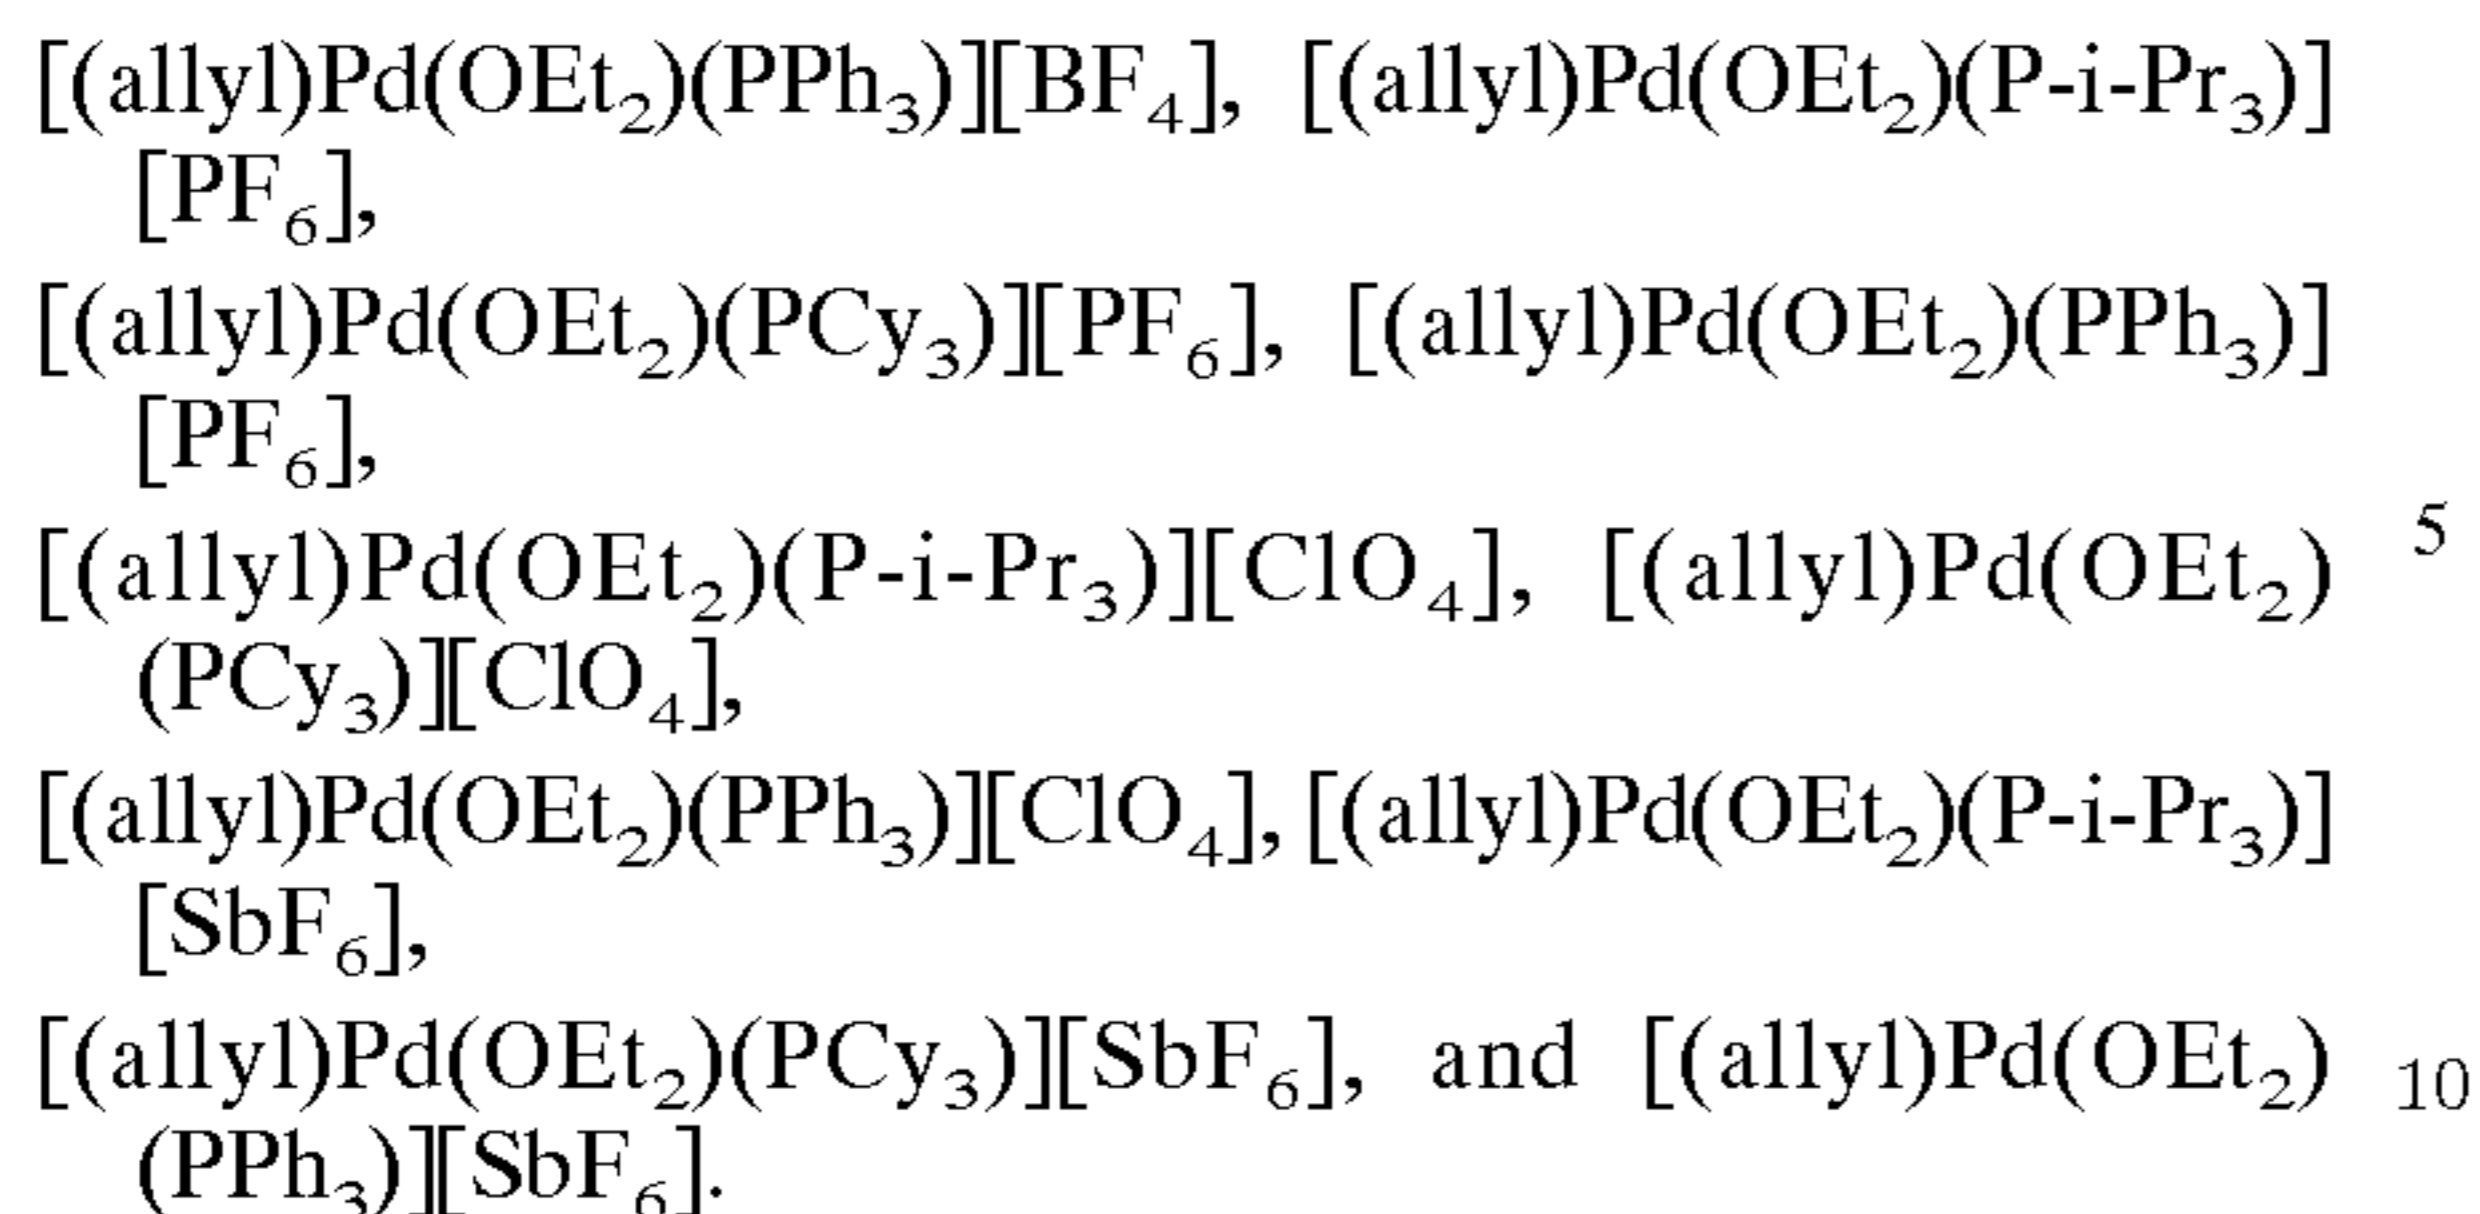 [(allyl)Pd(OEt₂)(PPh₃)][BF₄], [(allyl)Pd(OEt₂)(P-i-Pr₃)]
[PF₆],
[(allyl)Pd(OEt₂)(PCy₃)][PF₆], [(allyl)Pd(OEt₂)(PPh₃)]
[PF₆],
[(allyl)Pd(OEt₂)(P-i-Pr₃)][ClO₄], [(allyl)Pd(OEt₂) 5
(PCy₃)][ClO₄],
[(allyl)Pd(OEt₂)(PPh₃)][ClO₄], [(allyl)Pd(OEt₂)(P-i-Pr₃)]
[SbF₆],
[(allyl)Pd(OEt₂)(PCy₃)][SbF₆], and [(allyl)Pd(OEt₂) 10
(PPh₃)][SbF₆].